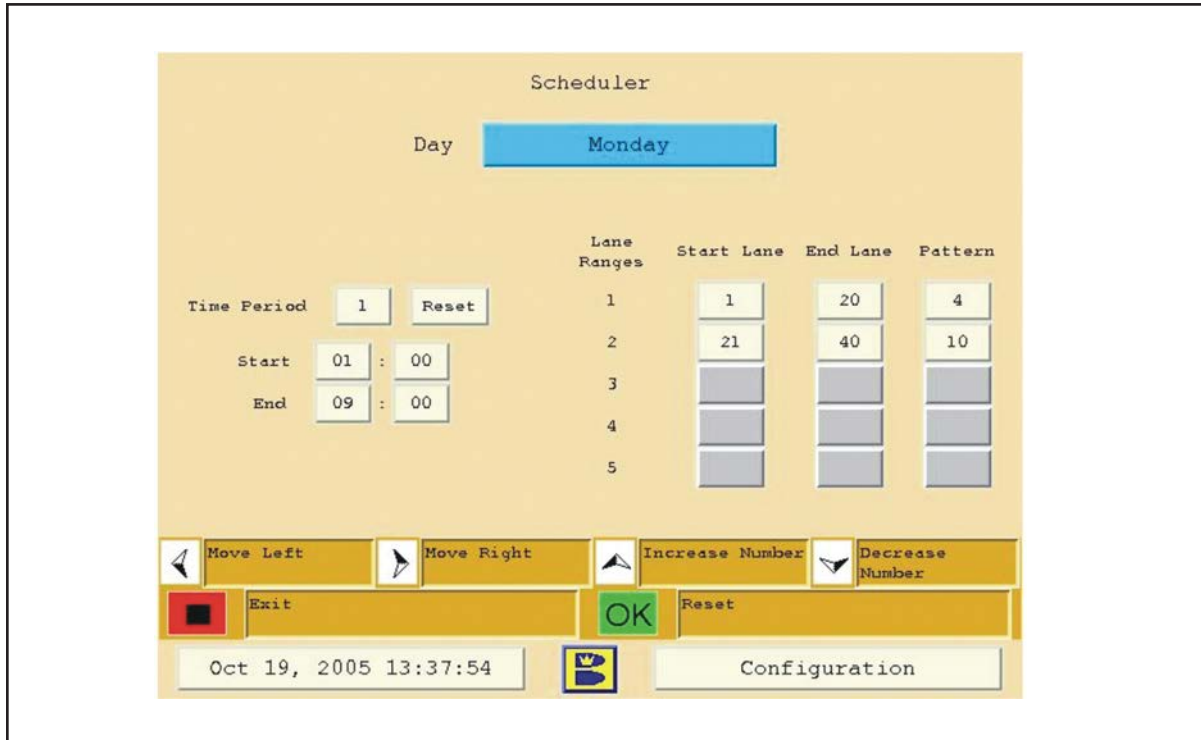 Scheduler
Day Monday
Lane Ranges Start Lane End Lane Pattern
Time Period 1 Reset
Start 01 : 00
End 09 : 00
1 1 20 4
2 21 40 10
3
4
5
Move Left Move Right Increase Number Decrease Number
Exit OK Reset
Oct 19, 2005 13:37:54 B Configuration